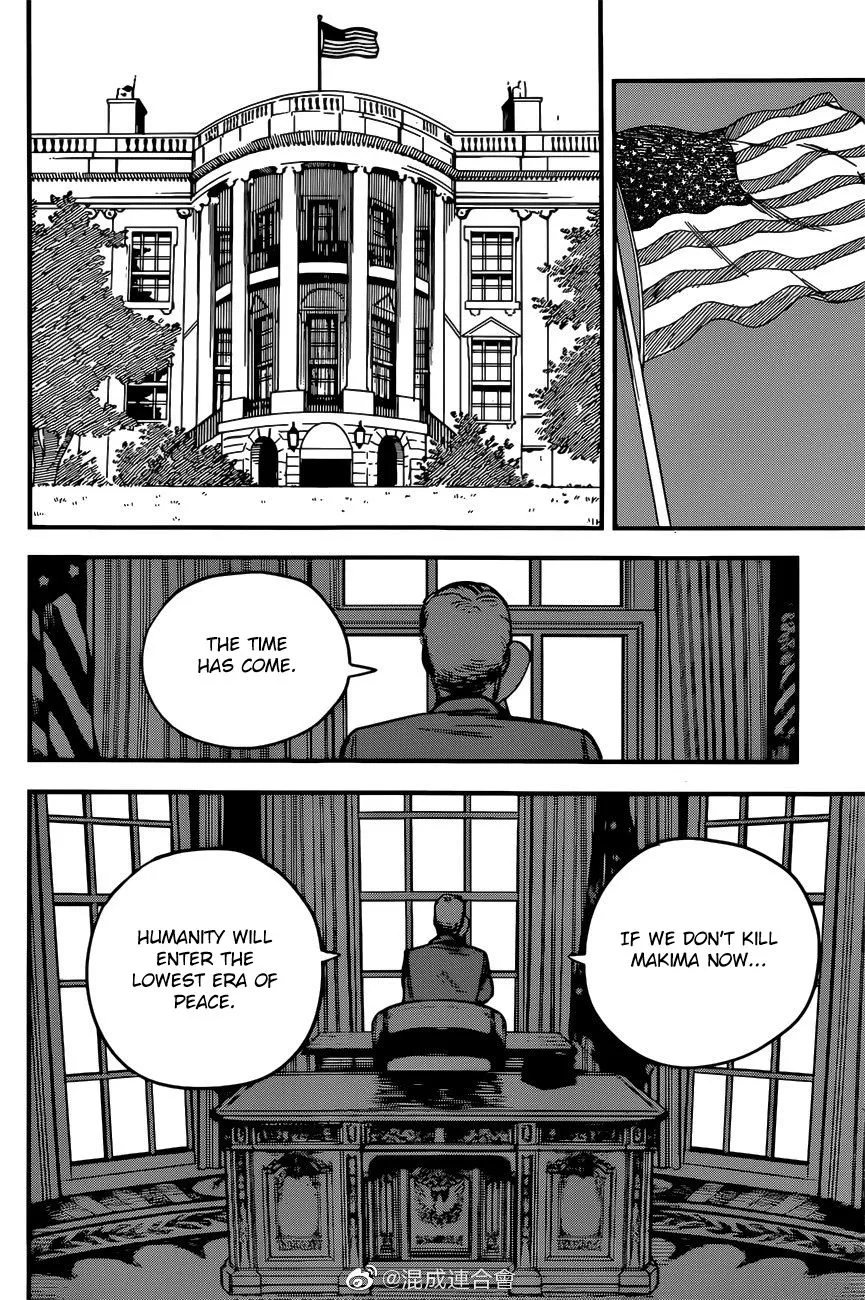 THE TIME
HAS COME.
IF WE DON'T KILL
MAKIMA NOW...
HUMANITY WILL
ENTER THE
LOWEST ERA OF
PEACE.
@混成連合會